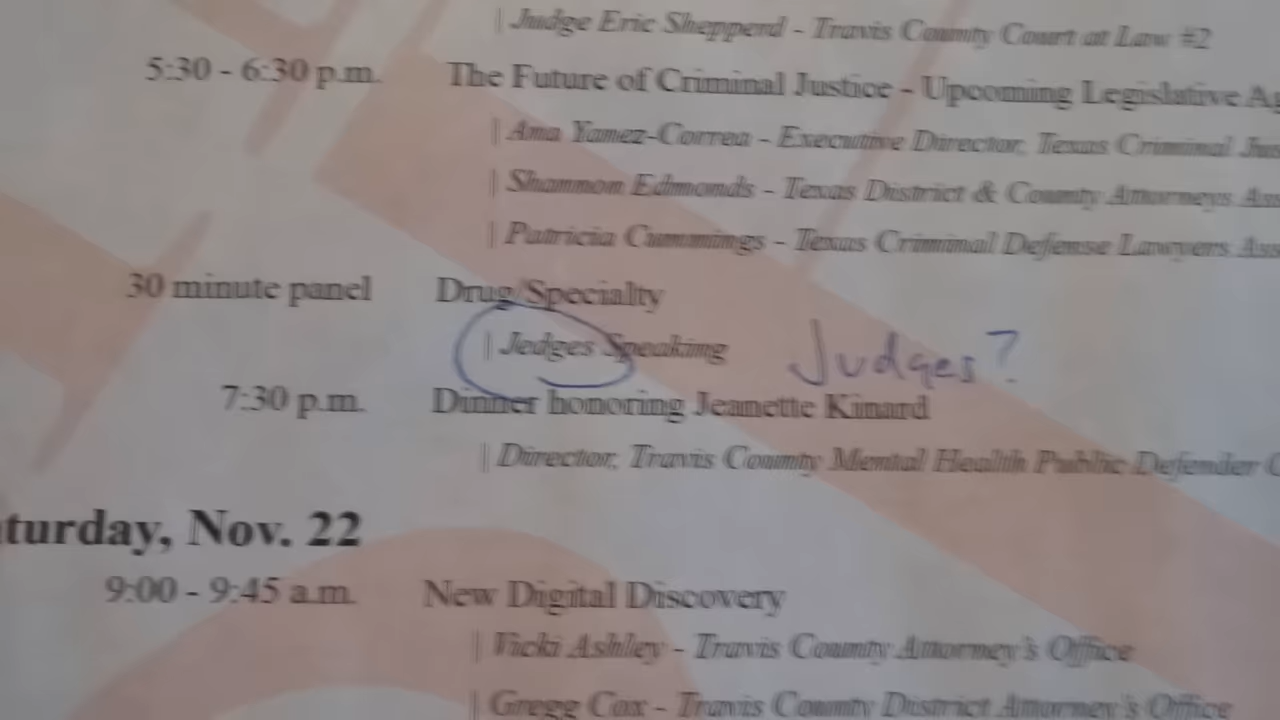 | Judge Eric Shepperd - Travis County Court at Law #2
5:30 - 6:30 p.m. The Future of Criminal Justice - Upcoming Legislative
| Ana Yanez-Correa - Executive Director, Texas Criminal
| Shannon Edmonds - Texas District & County Attorneys
| Patricia Cummings - Texas Criminal Defense Lawyers
30 minute panel Drug/Specialty
| Jedges Speaking Judges?
7:30 p.m. Dinner honoring Jeanette Kinard
| Director, Travis County Mental Health Public Defender
aturday, Nov. 22
9:00 - 9:45 a.m. New Digital Discovery
| Vicki Ashley - Travis County Attorney's Office
| Gregg Cox - Travis County District Attorney's Office